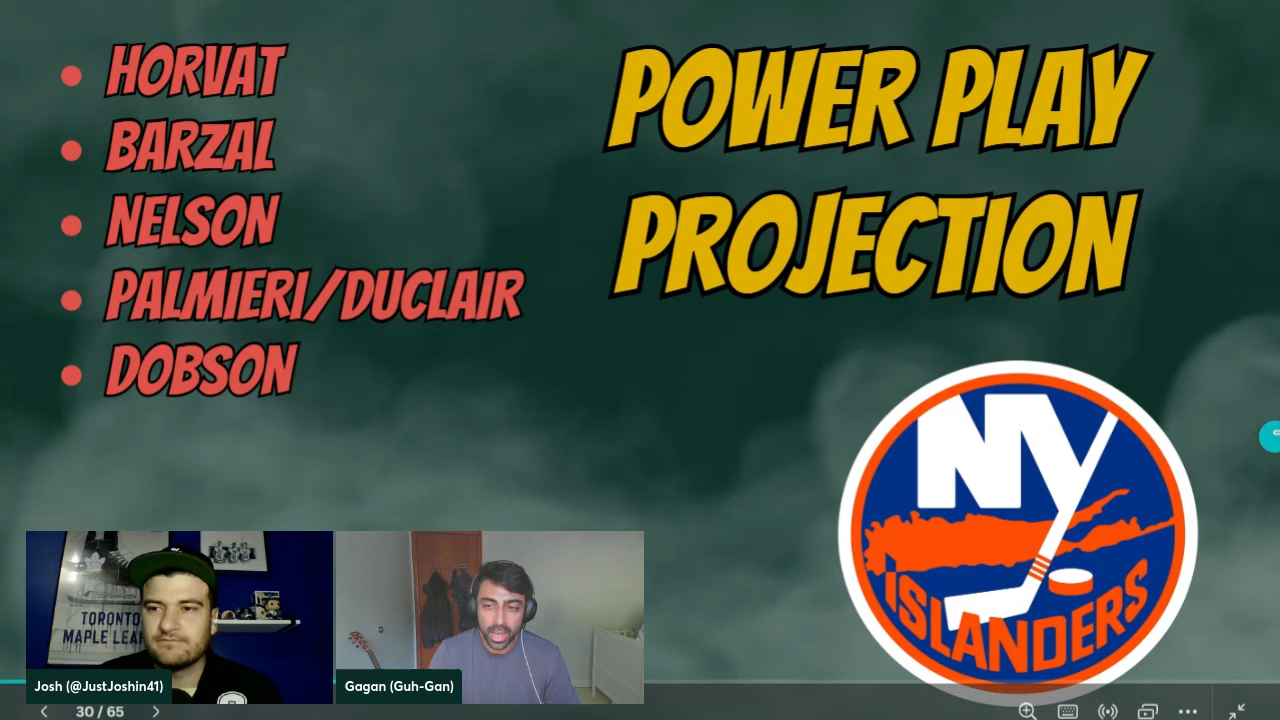 HORVAT
BARZAL
NELSON
PALMIERI/DUCLAIR
DOBSON
POWER PLAY
PROJECTION
NY
ISLANDERS
TORONTO
MAPLE LEA
Josh (@JustJoshin41)
Gagan (Guh-Gan)
30 / 65